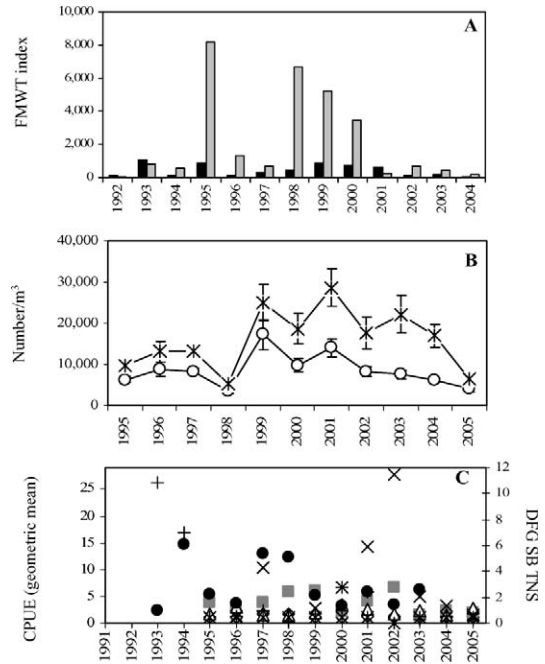 A
FMWT index
10,000
8,000
6,000
4,000
2,000
0
1992 1993 1994 1995 1996 1997 1998 1999 2000 2001 2002 2003 2004
B
Number/m³
40,000
30,000
20,000
10,000
0
1995 1996 1997 1998 1999 2000 2001 2002 2003 2004 2005
C
CPUE (geometric mean)
25
20
15
10
5
0
DFG SB TNS
12
10
8
6
4
2
0
1991 1992 1993 1994 1995 1996 1997 1998 1999 2000 2001 2002 2003 2004 2005